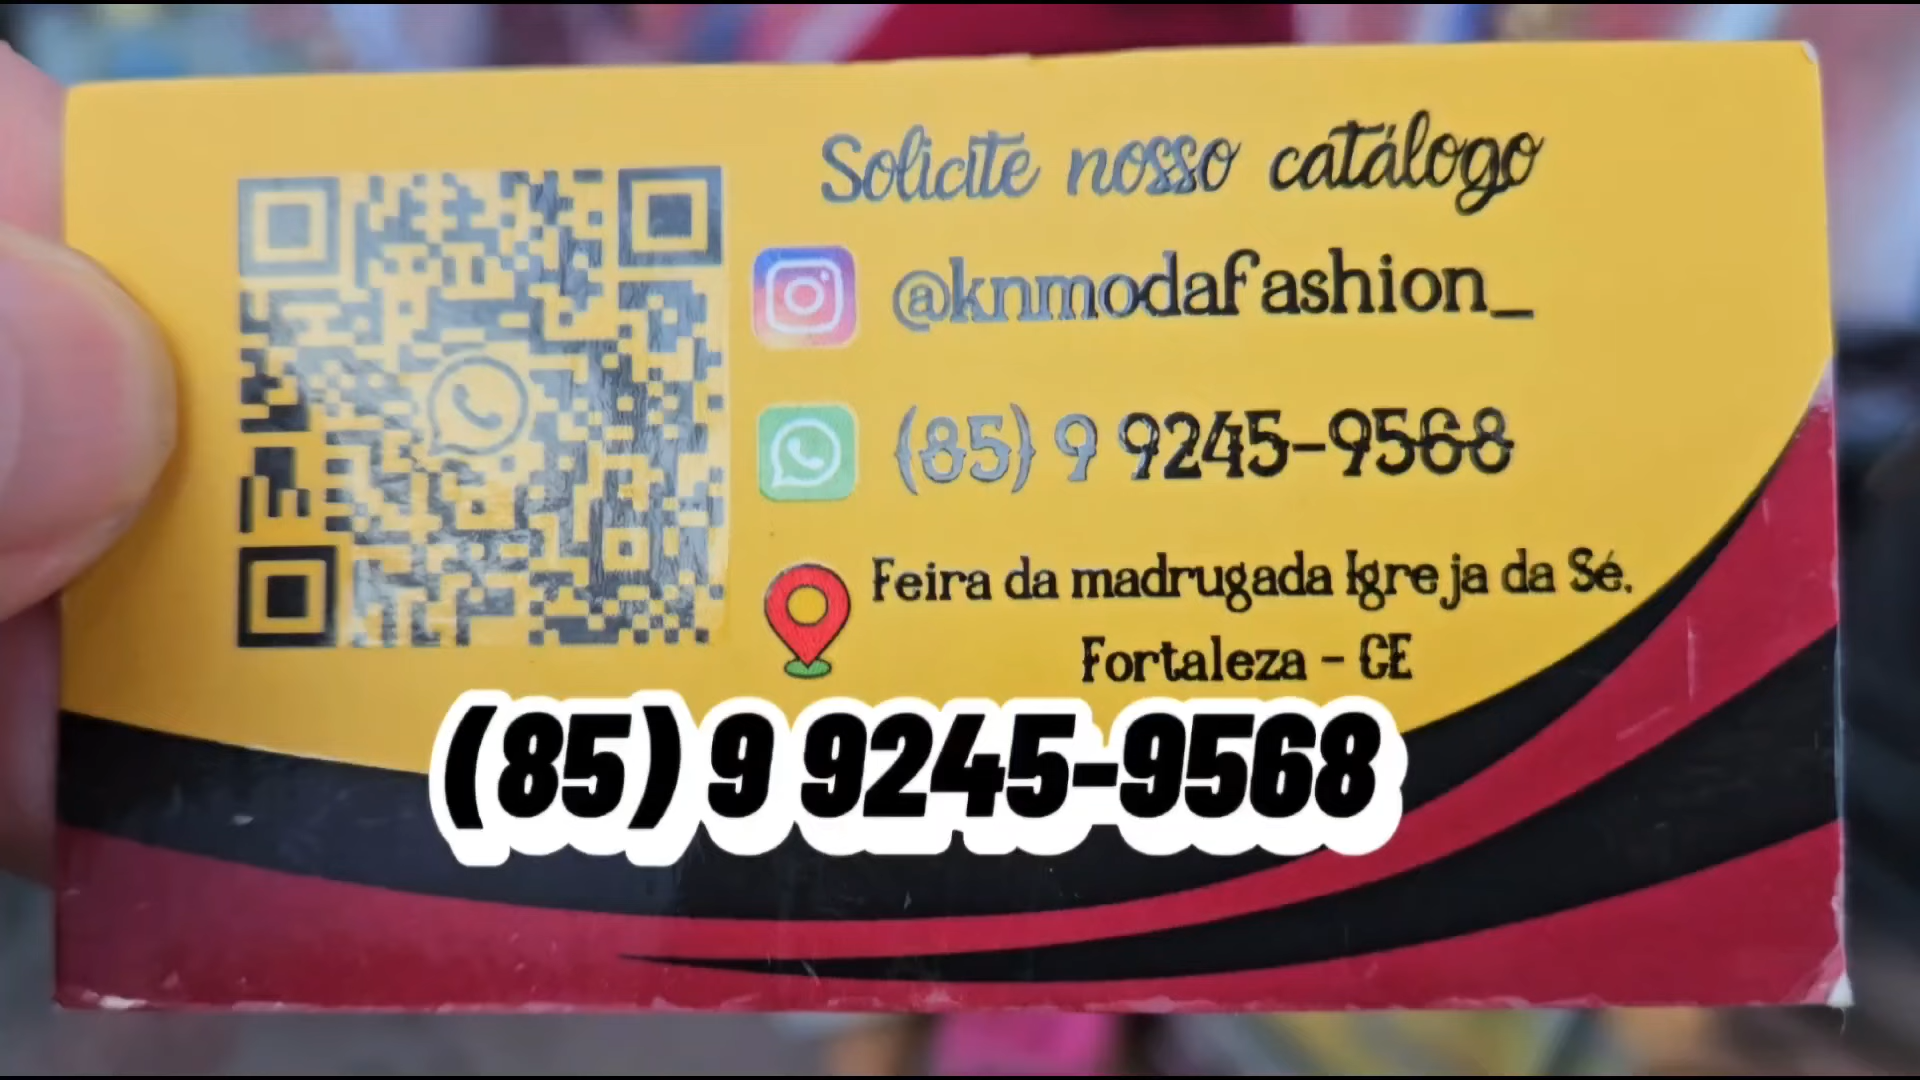 Solicite nosso catálogo
@knmodafashion_
(85) 9 9245-9568
Feira da madrugada Igreja da Sé.
Fortaleza - CE
(85) 9 9245-9568